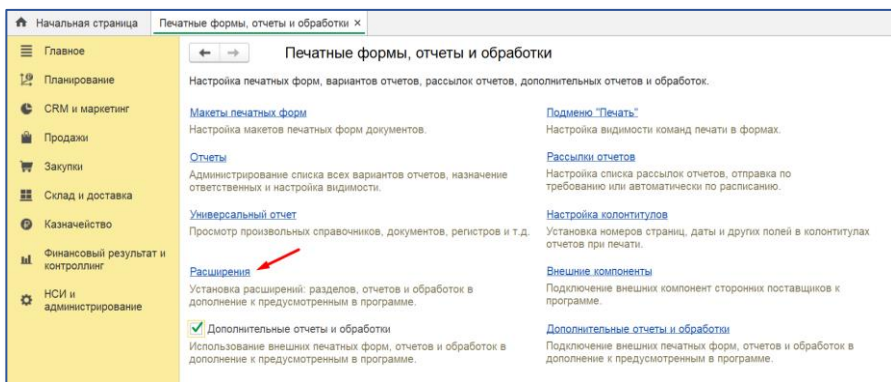 Начальная страница
Печатные формы, отчеты и обработки ×
Главное
Планирование
CRM и маркетинг
Продажи
Закупки
Склад и доставка
Казначейство
Финансовый результат и
контроллинг
НСИ и
администрирование
Печатные формы, отчеты и обработки
Настройка печатных форм, вариантов отчетов, рассылок отчетов, дополнительных отчетов и обработок.
Макеты печатных форм
Настройка макетов печатных форм документов.
Отчеты
Администрирование списка всех вариантов отчетов, назначение
ответственных и настройка видимости.
Универсальный отчет
Просмотр произвольных справочников, документов, регистров и т.д.
Расширения
Установка расширений: разделов, отчетов и обработок в
дополнение к предусмотренным в программе.
Дополнительные отчеты и обработки
Использование внешних печатных форм, отчетов и обработок в
дополнение к предусмотренным в программе.
Подменю "Печать"
Настройка видимости команд печати в формах.
Рассылки отчетов
Настройка списка рассылок отчетов, отправка по
требованию или автоматически по расписанию.
Настройка колонтитулов
Установка номеров страниц, даты и других полей в колонтитулах
отчетов при печати.
Внешние компоненты
Подключение внешних компонент сторонних поставщиков к
программе.
Дополнительные отчеты и обработки
Подключение внешних печатных форм, отчетов и обработок в
дополнение к предусмотренным в программе.